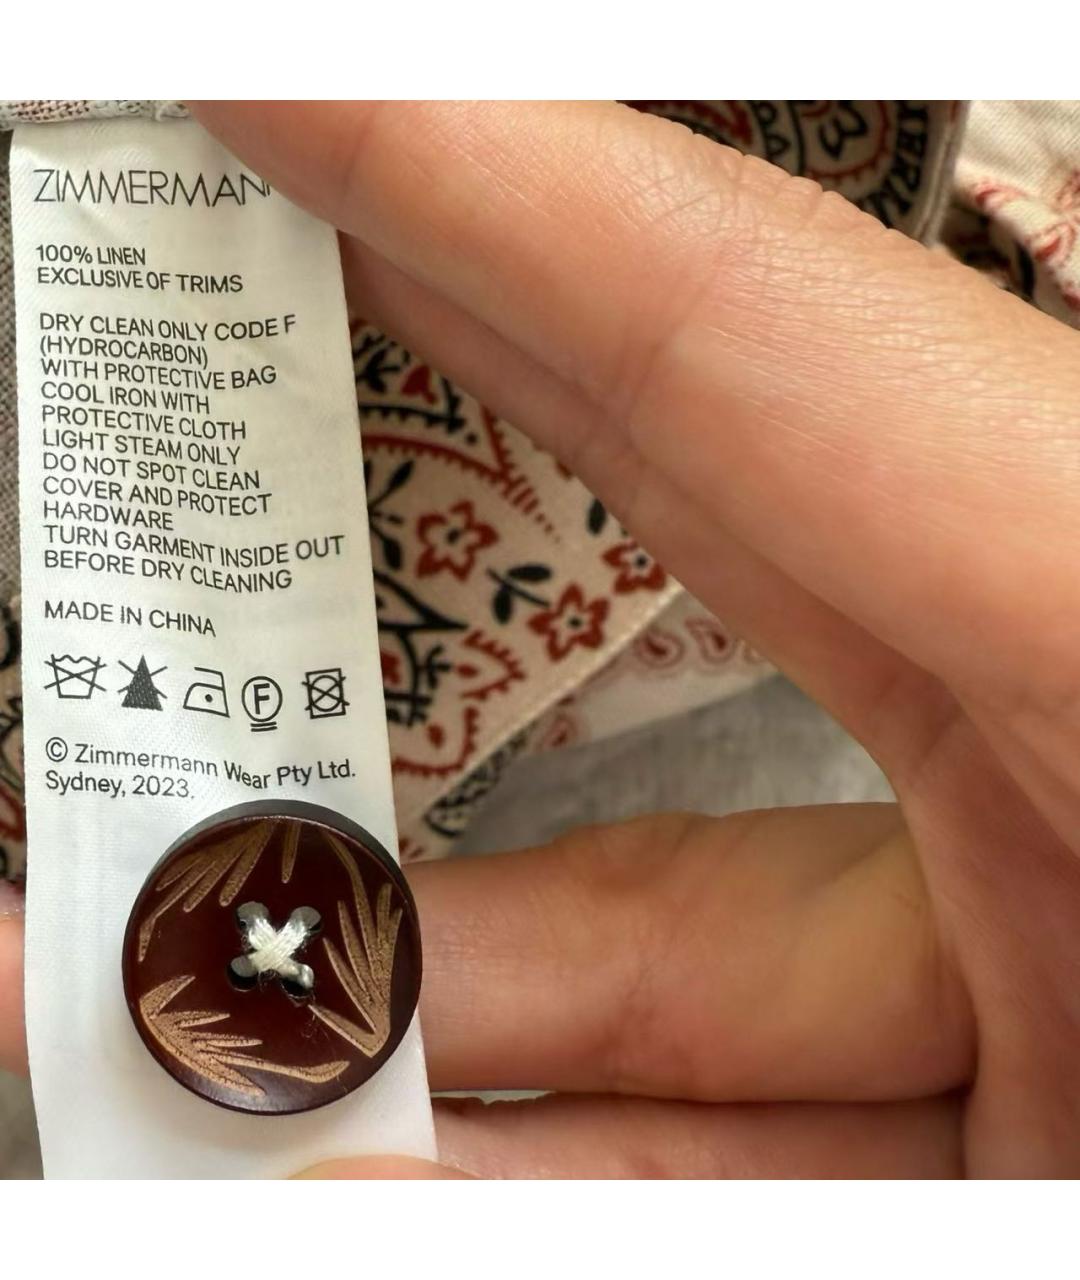 ZIMMERMANN
100% LINEN
EXCLUSIVE OF TRIMS
DRY CLEAN ONLY CODE F
(HYDROCARBON)
WITH PROTECTIVE BAG
COOL IRON WITH
PROTECTIVE CLOTH
LIGHT STEAM ONLY
DO NOT SPOT CLEAN
COVER AND PROTECT
HARDWARE
TURN GARMENT INSIDE OUT
BEFORE DRY CLEANING
MADE IN CHINA
F
© Zimmermann Wear Pty Ltd.
Sydney, 2023.